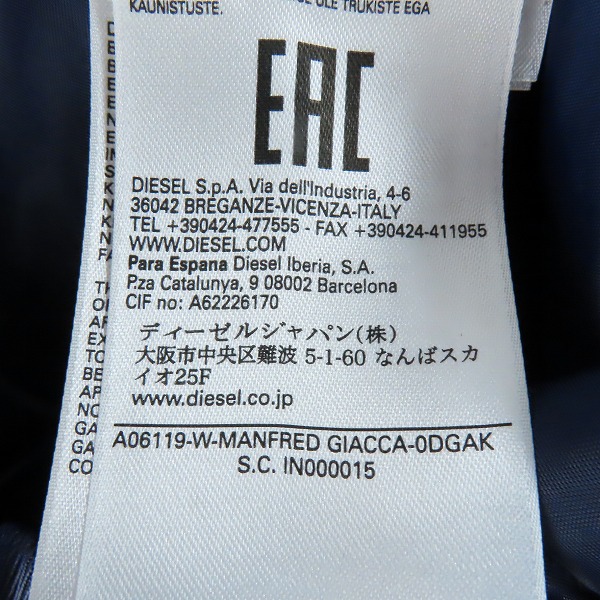 KAUNISTUSTE.
OLE TRUKISTE EGA
EAC
DIESEL S.p.A. Via dell'Industria, 4-6
36042 BREGANZE-VICENZA-ITALY
TEL +390424-477555 - FAX +390424-411955
WWW.DIESEL.COM
Para Espana Diesel Iberia, S.A.
P.za Catalunya, 9 08002 Barcelona
CIF no: A62226170
ディーゼルジャパン(株)
大阪市中央区難波 5-1-60 なんばスカ
イオ25F
www.diesel.co.jp
A06119-W-MANFRED GIACCA-0DGAK
S.C. IN000015